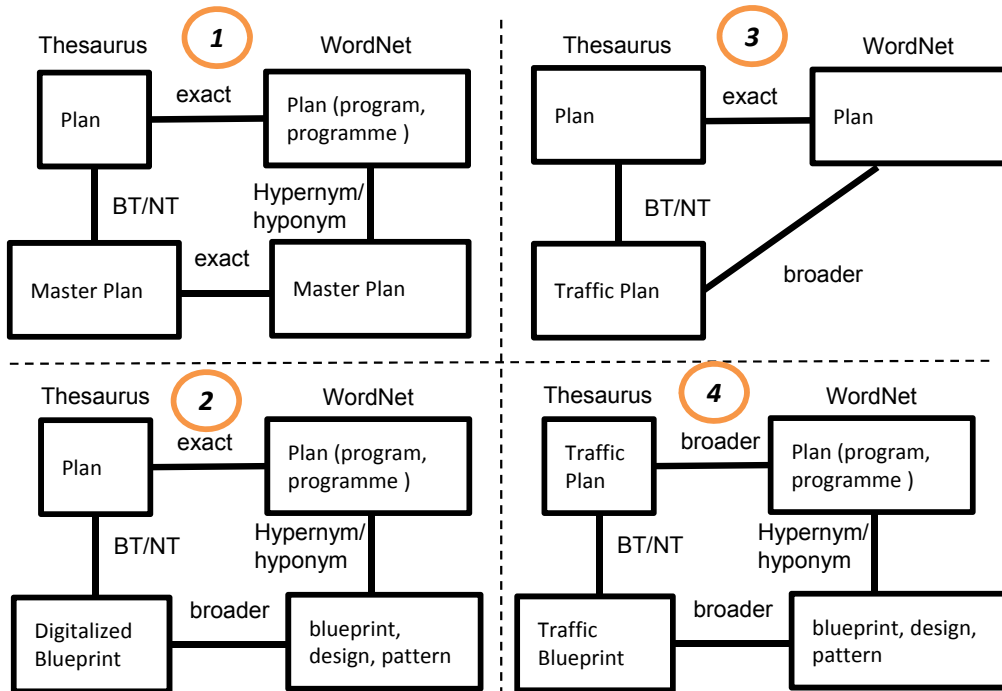 1
Thesaurus
WordNet
exact
Plan
Plan (program,
programme )
BT/NT
Hypernym/
hyponym
exact
Master Plan
Master Plan
3
Thesaurus
WordNet
exact
Plan
Plan
BT/NT
broader
Traffic Plan
2
Thesaurus
WordNet
exact
Plan
Plan (program,
programme )
BT/NT
Hypernym/
hyponym
broader
Digitalized
Blueprint
blueprint,
design, pattern
4
Thesaurus
WordNet
broader
Traffic
Plan
Plan (program,
programme )
BT/NT
Hypernym/
hyponym
broader
Traffic
Blueprint
blueprint, design,
pattern